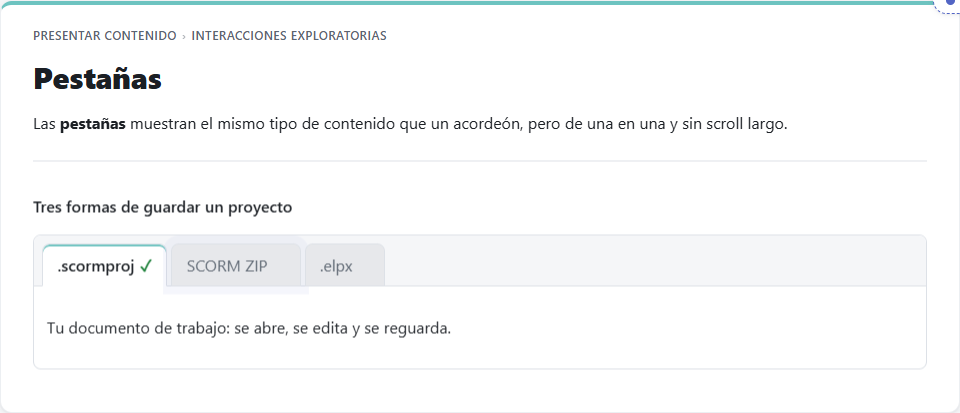 PRESENTAR CONTENIDO › INTERACCIONES EXPLORATORIAS
Pestañas
Las pestañas muestran el mismo tipo de contenido que un acordeón, pero de una en una y sin scroll largo.
Tres formas de guardar un proyecto
.scormproj ✓ SCORM ZIP .elpx
Tu documento de trabajo: se abre, se edita y se reguarda.